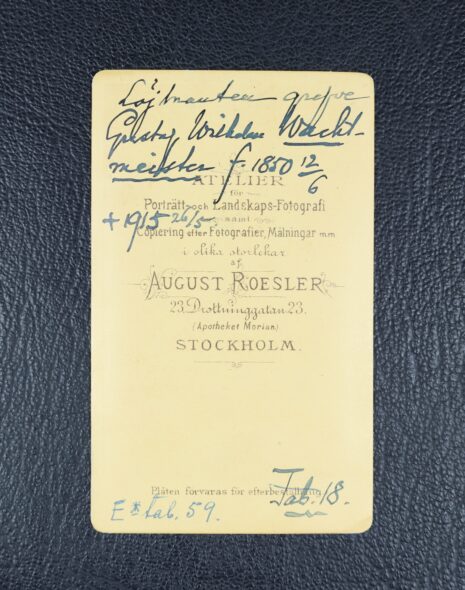 Löjtnanten greve
Gustaf Wilhelm Wacht-
meister f. 1850 12/6
ATELIER
för
Porträtt- och Landskaps-Fotografi
+ 1915 26/5
samt
Copiering efter Fotografier, Målningar m m
i olika storlekar
af
AUGUST ROESLER
23. Drottninggatan 23.
(Apotheket Morian)
STOCKHOLM.
Plåten förvaras för efterbeställning
Tab. 18.
tab. 59.